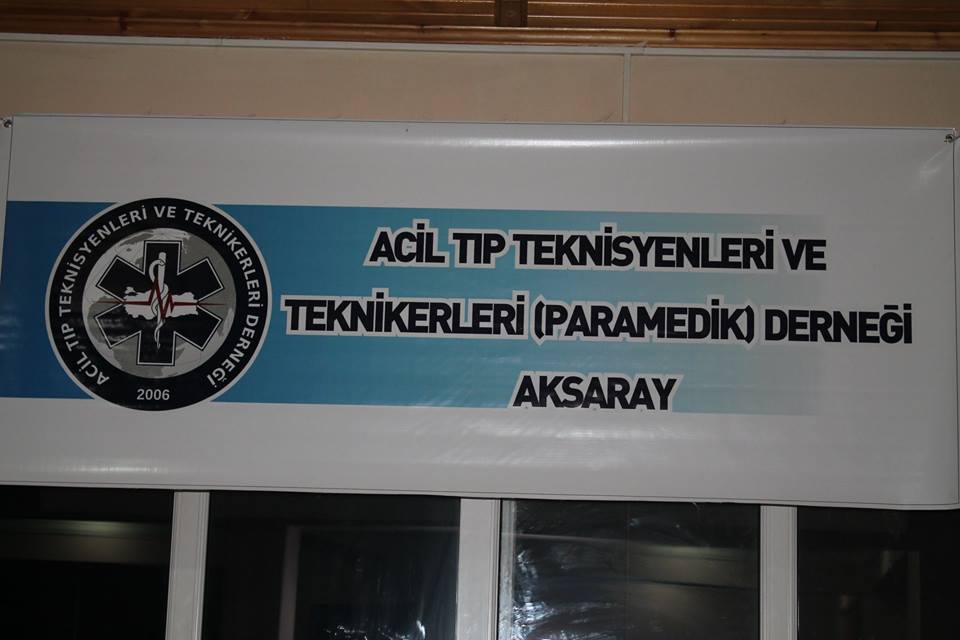 ACİL TIP TEKNİSYENLERİ VE TEKNİKERLERİ DERNEĞİ
2006
ACİL TIP TEKNİSYENLERİ VE
TEKNİKERLERİ (PARAMEDİK) DERNEĞİ
AKSARAY